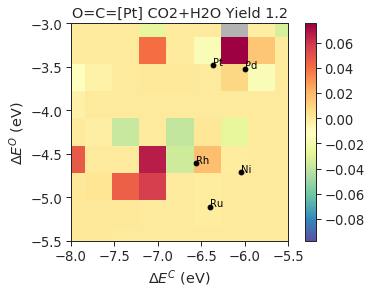 O=C=[Pt] CO2+H2O Yield 1.2
ΔE^O (eV)
−3.0
−3.5
−4.0
−4.5
−5.0
−5.5
Pt
Pd
Rh
Ni
Ru
−8.0 −7.5 −7.0 −6.5 −6.0 −5.5
ΔE^C (eV)
0.06
0.04
0.02
0.00
−0.02
−0.04
−0.06
−0.08